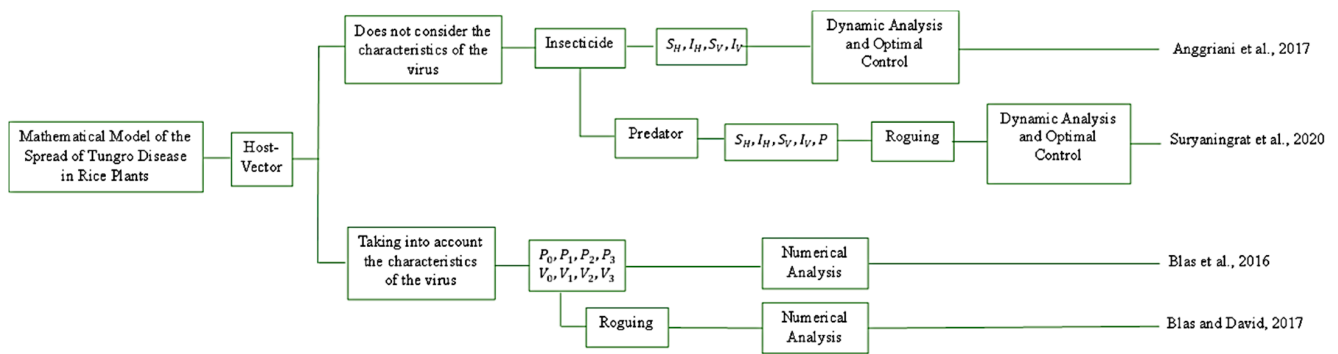 Mathematical Model of the
Spread of Tungro Disease
in Rice Plants
Host-
Vector
Does not consider the
characteristics of the
virus
Insecticide
S_H, I_H, S_V, I_V
Dynamic Analysis
and Optimal
Control
Anggriani et al., 2017
Predator
S_H, I_H, S_V, I_V, P
Roguing
Dynamic Analysis
and Optimal
Control
Suryaningrat et al., 2020
Taking into account
the characteristics
of the virus
P_0, P_1, P_2, P_3
V_0, V_1, V_2, V_3
Numerical
Analysis
Blas et al., 2016
Roguing
Numerical
Analysis
Blas and David, 2017